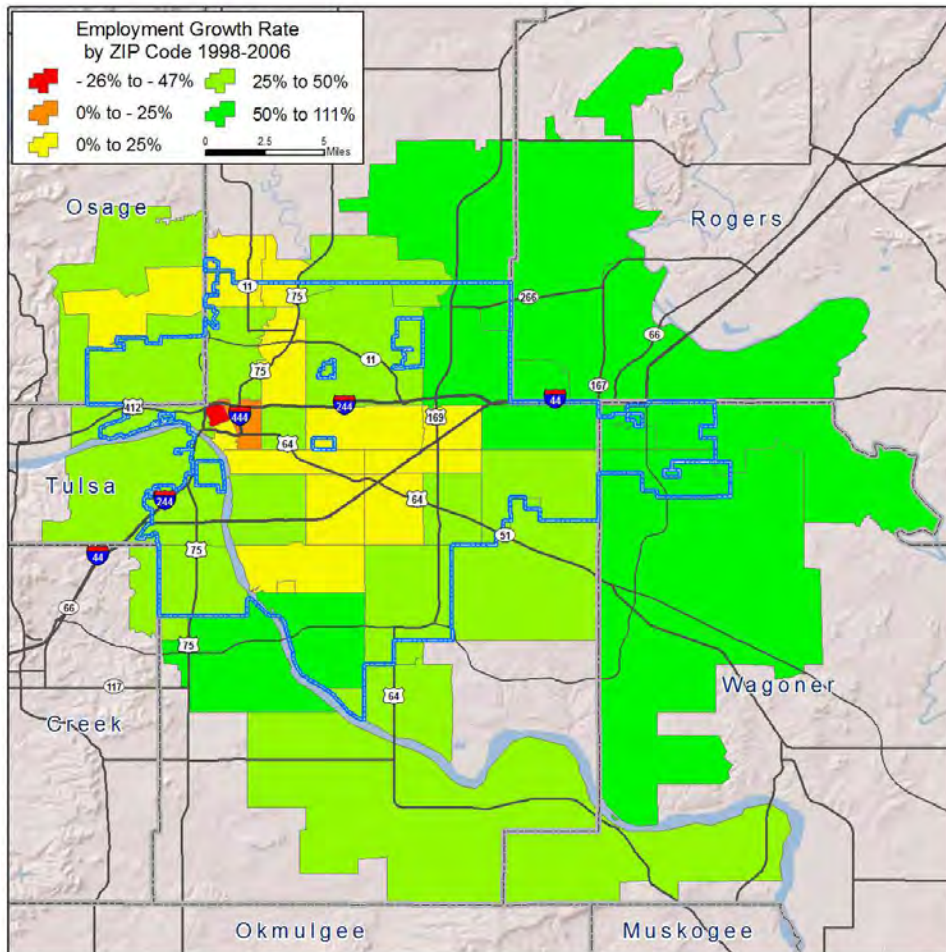 Employment Growth Rate
by ZIP Code 1998-2006
- 26% to - 47%
25% to 50%
0% to - 25%
50% to 111%
0% to 25%
0 2.5 5
Miles
Osage
Rogers
11
75
266
66
75
11
167
44
412
444
244
169
64
Tulsa
244
64
51
44
75
66
75
117
64
Wagoner
Creek
Okmulgee
Muskogee